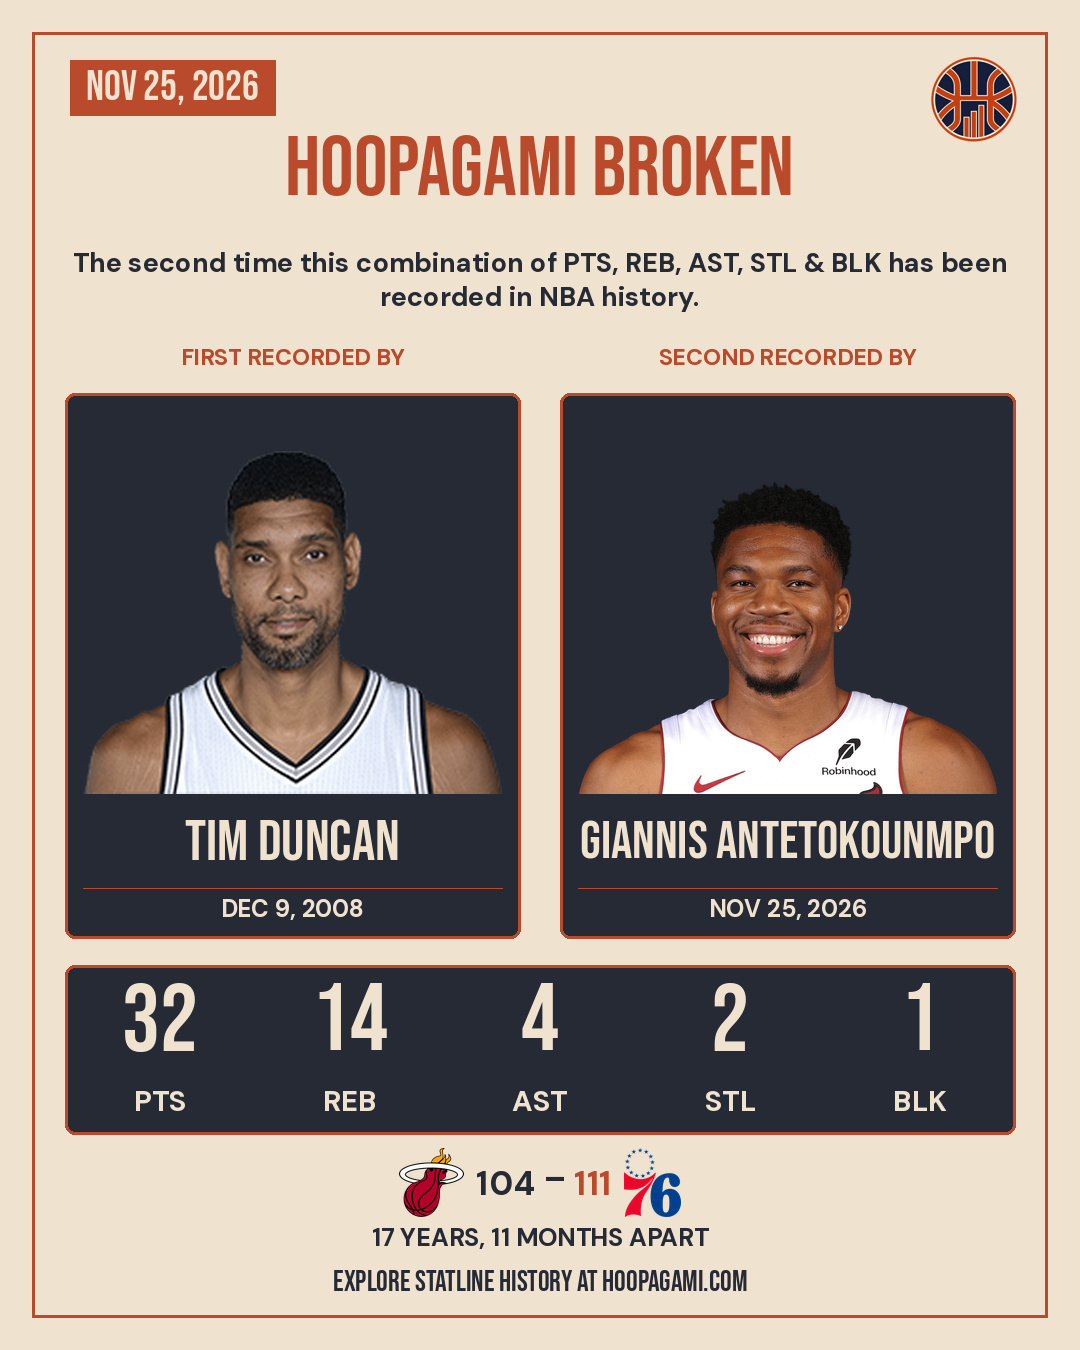 NOV 25, 2026
HOOPAGAMI BROKEN
The second time this combination of PTS, REB, AST, STL & BLK has been
recorded in NBA history.
FIRST RECORDED BY
SECOND RECORDED BY
Robinhood
TIM DUNCAN
GIANNIS ANTETOKOUNMPO
DEC 9, 2008
NOV 25, 2026
32 14 4 2 1
PTS REB AST STL BLK
104 – 111 76
17 YEARS, 11 MONTHS APART
EXPLORE STATLINE HISTORY AT HOOPAGAMI.COM